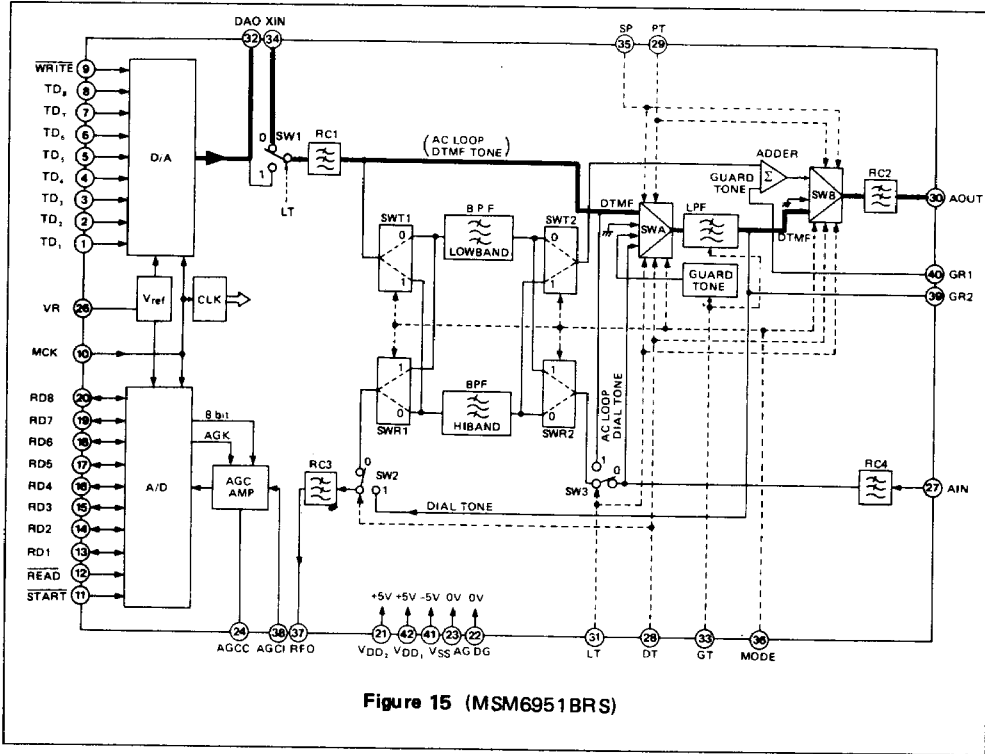 DAO XIN
32 34
SP PT
35 29
WRITE 9
TD8 8
TD7 7
TD6 6
TD5 5
TD4 4
TD3 3
TD2 2
TD1 1
D/A
0 SW1
1
LT
RC1
(AC LOOP DTMF TONE)
ADDER
Σ
GUARD TONE
SWB
RC2
30 AOUT
DTMF
SWA
LPF
DTMF
GUARD TONE
40 GR1
39 GR2
SWT1
0
1
BPF
LOWBAND
SWT2
0
1
VR 26
Vref
CLK
MCK 10
SWR1
1
0
BPF
HIBAND
SWR2
1
0
AC LOOP
DIAL TONE
RD8 20
RD7 19
RD6 18
RD5 17
RD4 16
RD3 15
RD2 14
RD1 13
READ 12
START 11
A/D
8 bit
AGK
AGC AMP
RC3
0 SW2
1
DIAL TONE
1
0
SW3
RC4
27 AIN
+5V +5V -5V 0V 0V
24 38 37 21 42 41 23 22 31 28 33 36
AGCC AGCI RFO VDD2 VDD1 VSS AG DG LT DT GT MODE
Figure 15 (MSM6951BRS)